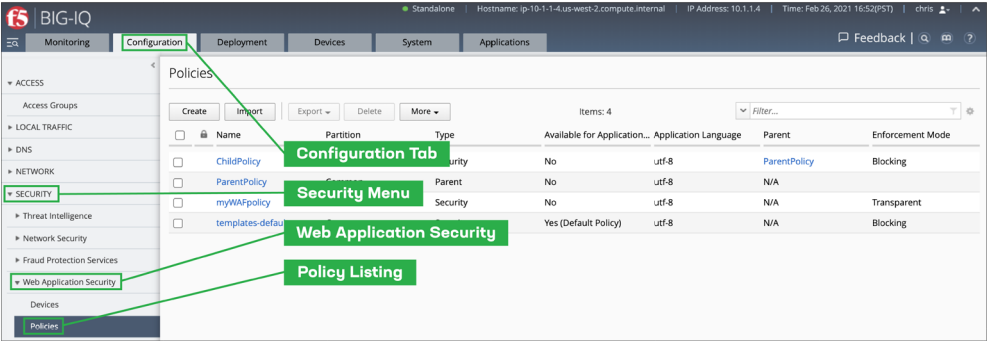 f5 BIG-IQ
Standalone | Hostname: ip-10-1-1-4.us-west-2.compute.internal | IP Address: 10.1.1.4 | Time: Feb 26, 2021 16:52(PST) | chris
Monitoring Configuration Deployment Devices System Applications
Feedback | ?
ACCESS
Access Groups
LOCAL TRAFFIC
DNS
NETWORK
SECURITY
Threat Intelligence
Network Security
Fraud Protection Services
Web Application Security
Devices
Policies
Policies
Create Import Export Delete More Items: 4 Filter...
Name Partition Type Available for Application... Application Language Parent Enforcement Mode
ChildPolicy No utf-8 ParentPolicy Blocking
ParentPolicy Parent No utf-8 N/A
myWAFpolicy Security No utf-8 N/A Transparent
templates-defau Yes (Default Policy) utf-8 N/A Blocking
Configuration Tab
Security Menu
Web Application Security
Policy Listing